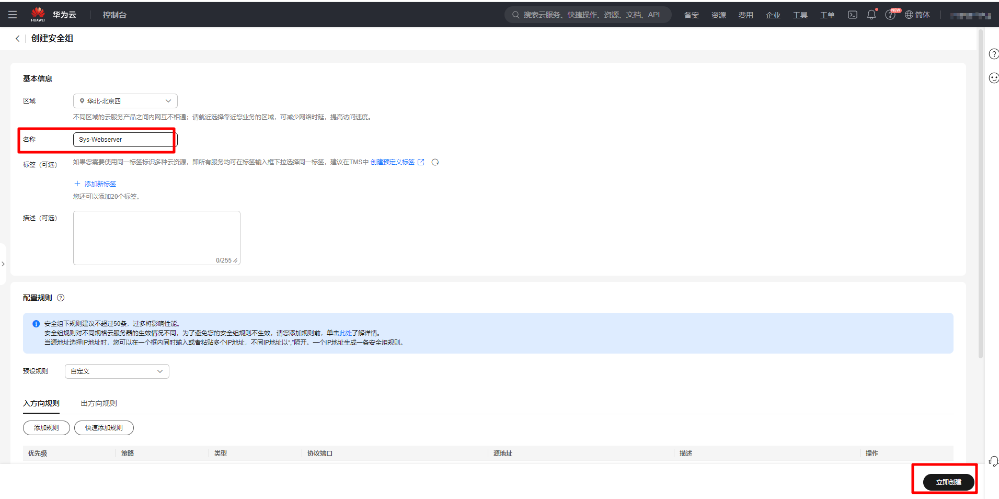 HUAWEI 华为云 控制台 搜索云服务、快捷操作、资源、文档、API 备案 资源 费用 企业 工具 工单 NEW 简体
创建安全组
基本信息
区域 华北-北京四
不同区域的云服务产品之间内网互不相通；请就近选择靠近您业务的区域，可减少网络时延，提高访问速度。
名称 Sys-Webserver
标签（可选） 如果您需要使用同一标签标识多种云资源，即所有服务均可在标签输入框下拉选择同一标签，建议在TMS中 创建预定义标签
添加新标签
您还可以添加20个标签。
描述（可选）
0/255
配置规则
安全组下规则建议不超过50条，过多将影响性能。
安全组规则对不同规格云服务器的生效情况不同，为了避免您的安全组规则不生效，请您添加规则前，单击此处了解详情。
当源地址选择IP地址时，您可以在一个框内同时输入或者粘贴多个IP地址，不同IP地址以“,”隔开。一个IP地址生成一条安全组规则。
预设规则 自定义
入方向规则 出方向规则
添加规则 快速添加规则
优先级 策略 类型 协议端口 源地址 描述 操作
立即创建